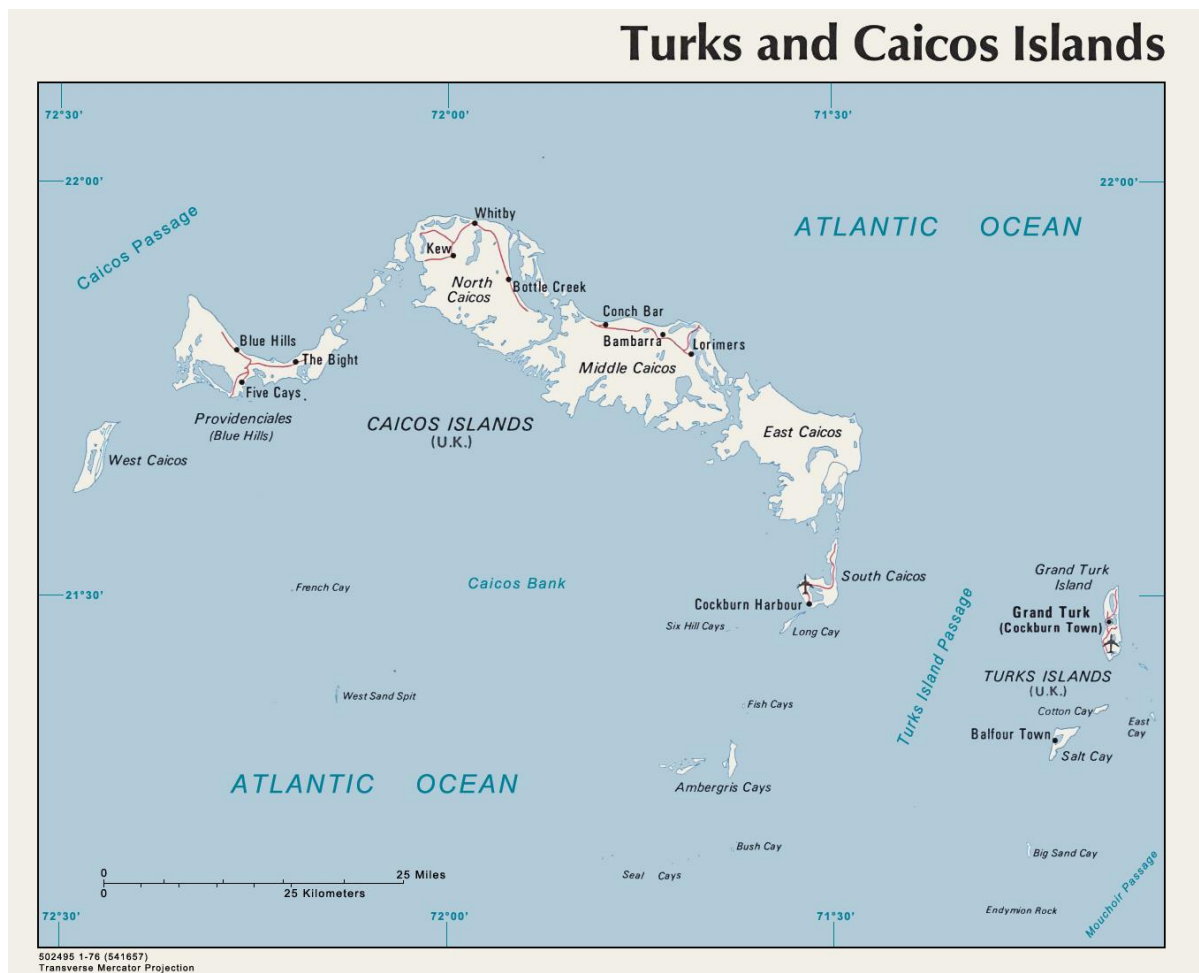 Turks and Caicos Islands
72°30'
72°00'
71°30'
22°00'
22°00'
Caicos Passage
ATLANTIC OCEAN
Whitby
Kew
North
Caicos
Bottle Creek
Conch Bar
Bambarra
Lorimers
Middle Caicos
Blue Hills
The Bight
Five Cays
Providenciales
(Blue Hills)
CAICOS ISLANDS
(U.K.)
East Caicos
West Caicos
21°30'
French Cay
Caicos Bank
South Caicos
Cockburn Harbour
Six Hill Cays
Long Cay
Grand Turk
Island
Grand Turk
(Cockburn Town)
Turks Island Passage
TURKS ISLANDS
(U.K.)
West Sand Spit
Fish Cays
Cotton Cay
East
Cay
Balfour Town
Salt Cay
ATLANTIC OCEAN
Ambergris Cays
Bush Cay
Big Sand Cay
Seal Cays
Endymion Rock
Mouchoir Passage
0
25 Miles
0
25 Kilometers
72°30'
72°00'
71°30'
502495 1-76 (541657)
Transverse Mercator Projection